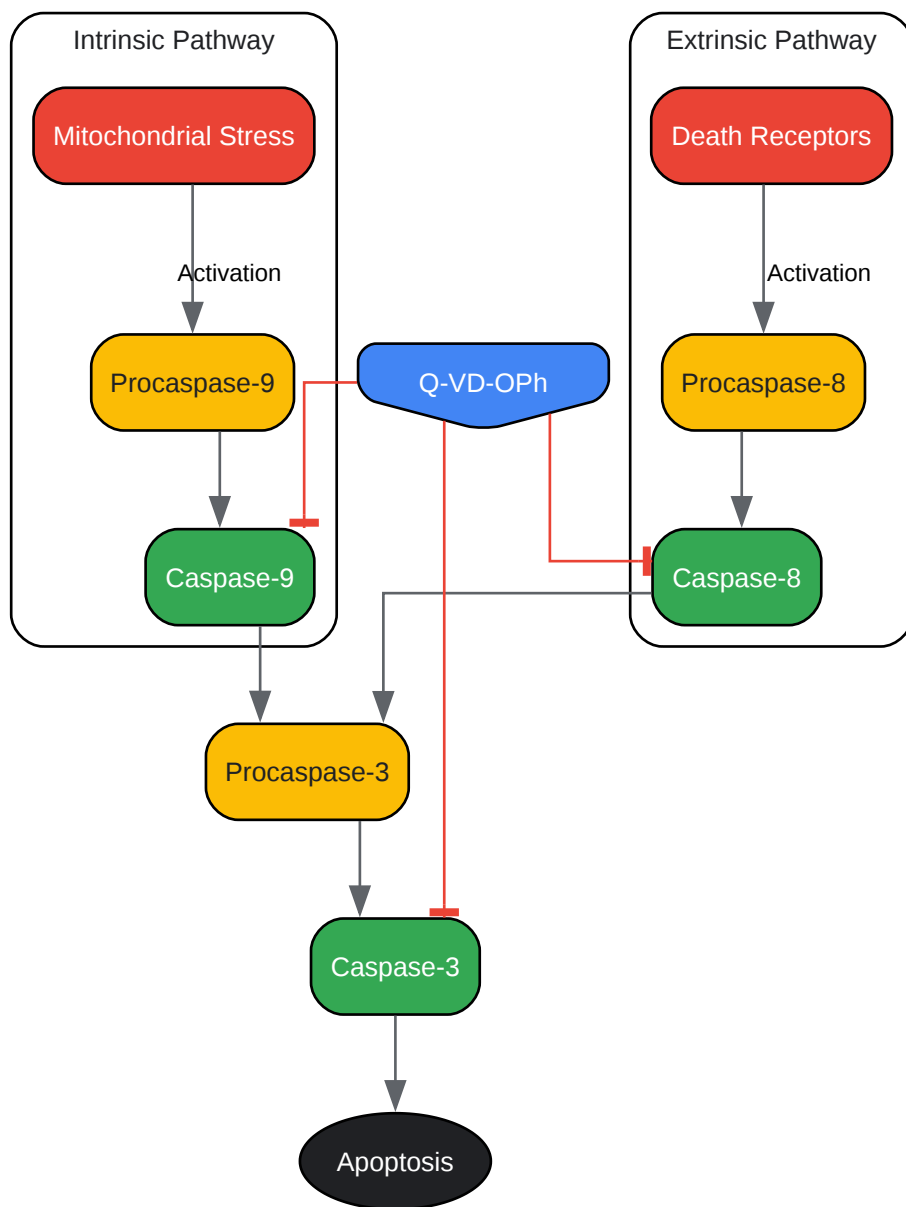 Intrinsic Pathway
Extrinsic Pathway
Mitochondrial Stress
Death Receptors
Activation
Activation
Procaspase-9
Q-VD-OPh
Procaspase-8
Caspase-9
Caspase-8
Procaspase-3
Caspase-3
Apoptosis